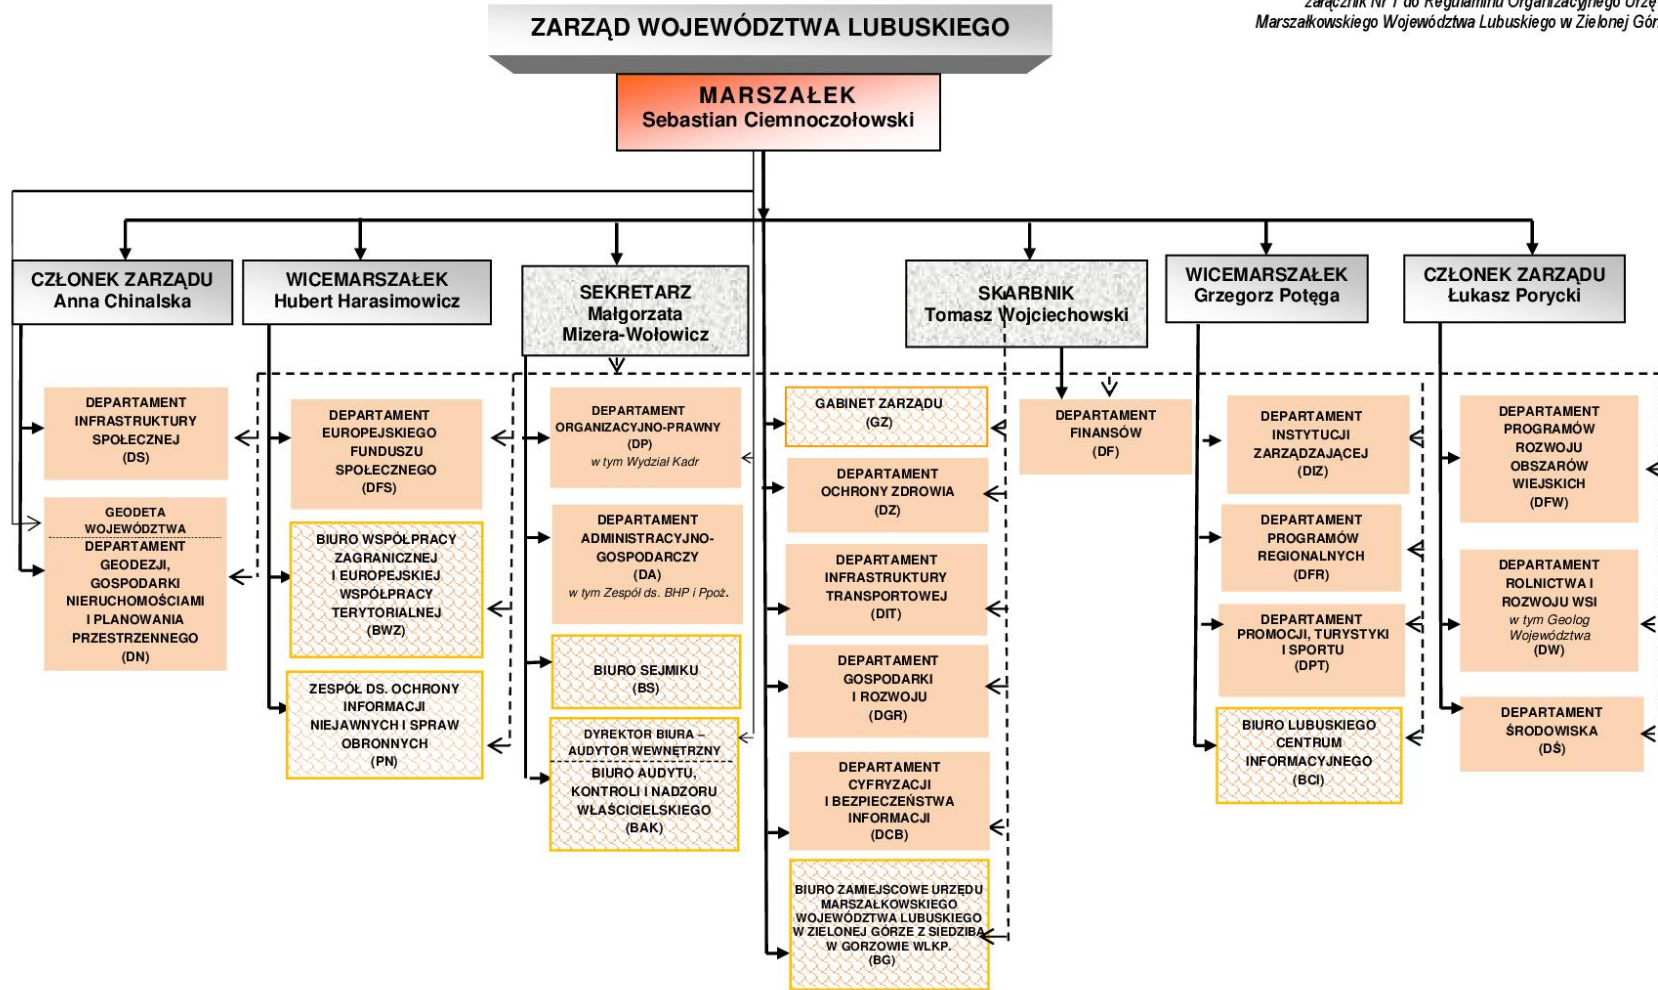 ZARZĄD WOJEWÓDZTWA LUBUSKIEGO
załącznik Nr 1 do Regulaminu Organizacyjnego
Marszałkowskiego Województwa Lubuskiego w Zielonej
MARSZAŁEK
Sebastian Ciemnoczołowski
CZŁONEK ZARZĄDU
Anna Chinalska
WICEMARSZAŁEK
Hubert Harasimowicz
SEKRETARZ
Małgorzata
Mizera-Wołowicz
SKARBNIK
Tomasz Wojciechowski
WICEMARSZAŁEK
Grzegorz Potęga
CZŁONEK ZARZĄDU
Łukasz Porycki
DEPARTAMENT
INFRASTRUKTURY
SPOŁECZNEJ
(DS)
GEODETA
WOJEWÓDZTWA
DEPARTAMENT
GEODEZJI,
GOSPODARKI
NIERUCHOMOŚCIAMI
I PLANOWANIA
PRZESTRZENNEGO
(DN)
DEPARTAMENT
EUROPEJSKIEGO
FUNDUSZU
SPOŁECZNEGO
(DFS)
BIURO WSPÓŁPRACY
ZAGRANICZNEJ
I EUROPEJSKIEJ
WSPÓŁPRACY
TERYTORIALNEJ
(BWZ)
ZESPÓŁ DS. OCHRONY
INFORMACJI
NIEJAWNYCH I SPRAW
OBRONNYCH
(PN)
DEPARTAMENT
ORGANIZACYJNO-PRAWNY
(DP)
w tym Wydział Kadr
DEPARTAMENT
ADMINISTRACYJNO-
GOSPODARCZY
(DA)
w tym Zespół ds. BHP i Ppoż.
BIURO SEJMIKU
(BS)
DYREKTOR BIURA –
AUDYTOR WEWNĘTRZNY
BIURO AUDYTU,
KONTROLI I NADZORU
WŁAŚCICIELSKIEGO
(BAK)
GABINET ZARZĄDU
(GZ)
DEPARTAMENT
OCHRONY ZDROWIA
(DZ)
DEPARTAMENT
INFRASTRUKTURY
TRANSPORTOWEJ
(DIT)
DEPARTAMENT
GOSPODARKI
I ROZWOJU
(DGR)
DEPARTAMENT
CYFRYZACJI
I BEZPIECZEŃSTWA
INFORMACJI
(DCB)
BIURO ZAMIEJSCOWE URZĘDU
MARSZAŁKOWSKIEGO
WOJEWÓDZTWA LUBUSKIEGO
W ZIELONEJ GÓRZE Z SIEDZIBĄ
W GORZOWIE WLKP.
(BG)
DEPARTAMENT
FINANSÓW
(DF)
DEPARTAMENT
INSTYTUCJI
ZARZĄDZAJĄCEJ
(DIZ)
DEPARTAMENT
PROGRAMÓW
REGIONALNYCH
(DFR)
DEPARTAMENT
PROMOCJI, TURYSTYKI
I SPORTU
(DPT)
BIURO LUBUSKIEGO
CENTRUM
INFORMACYJNEGO
(BCI)
DEPARTAMENT
PROGRAMÓW
ROZWOJU
OBSZARÓW
WIEJSKICH
(DFW)
DEPARTAMENT
ROLNICTWA I
ROZWOJU WSI
w tym Geolog
Województwa
(DW)
DEPARTAMENT
ŚRODOWISKA
(DŚ)